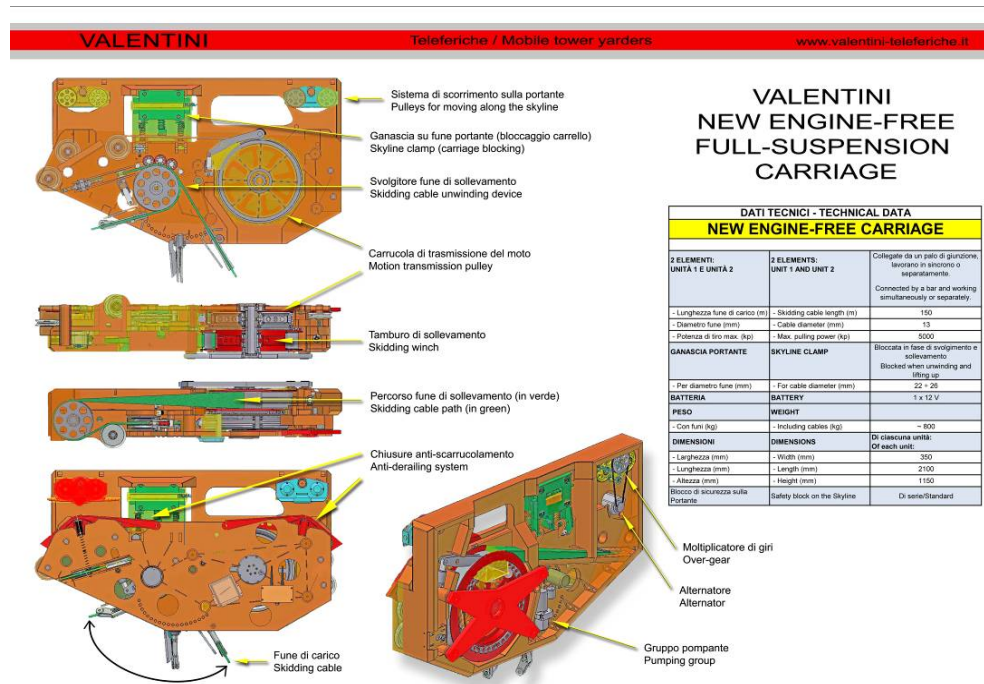 VALENTINI
Teleferiche / Mobile tower yarders
www.valentini-teleferiche.it
Sistema di scorrimento sulla portante
Pulleys for moving along the skyline
Ganascia su fune portante (bloccaggio carrello)
Skyline clamp (carriage blocking)
Svolgitore fune di sollevamento
Skidding cable unwinding device
Carrucola di trasmissione del moto
Motion transmission pulley
Tamburo di sollevamento
Skidding winch
Percorso fune di sollevamento (in verde)
Skidding cable path (in green)
Chiusure anti-scarrucolamento
Anti-derailing system
Fune di carico
Skidding cable
Moltiplicatore di giri
Over-gear
Alternatore
Alternator
Gruppo pompante
Pumping group
VALENTINI
NEW ENGINE-FREE
FULL-SUSPENSION
CARRIAGE
DATI TECNICI - TECHNICAL DATA
NEW ENGINE-FREE CARRIAGE
2 ELEMENTI:
UNITÀ 1 E UNITÀ 2
2 ELEMENTS:
UNIT 1 AND UNIT 2
Collegate da un palo di giunzione,
lavorano in sincrono o
separatamente.
Connected by a bar and working
simultaneously or separately.
- Lunghezza fune di carico (m) - Skidding cable length (m) 150
- Diametro fune (mm) - Cable diameter (mm) 13
- Potenza di tiro max. (kp) - Max. pulling power (kp) 5000
GANASCIA PORTANTE SKYLINE CLAMP
Bloccata in fase di svolgimento e
sollevamento
Blocked when unwinding and
lifting up
- Per diametro fune (mm) - For cable diameter (mm) 22 ÷ 26
BATTERIA BATTERY 1 x 12 V
PESO WEIGHT
- Con funi (kg) - Including cables (kg) ~ 800
DIMENSIONI DIMENSIONS
Di ciascuna unità:
Of each unit:
- Larghezza (mm) - Width (mm) 350
- Lunghezza (mm) - Length (mm) 2100
- Altezza (mm) - Height (mm) 1150
Blocco di sicurezza sulla
Portante
Safety block on the Skyline Di serie/Standard